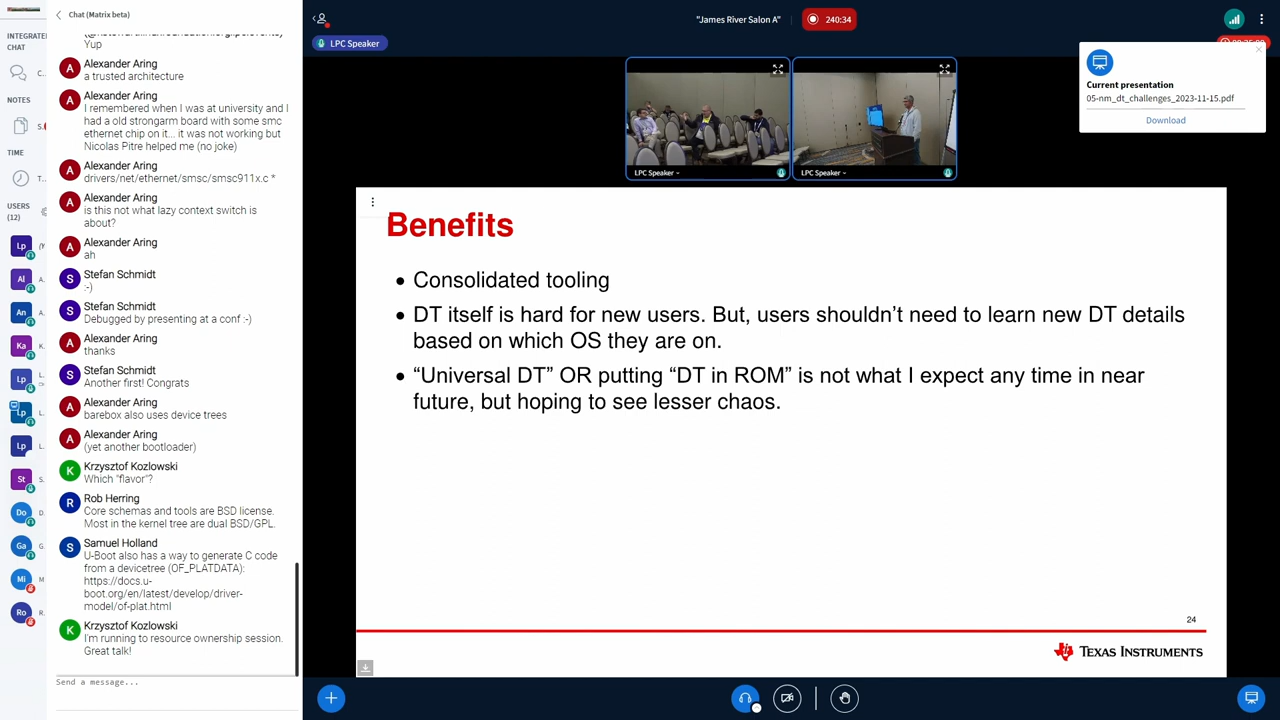 Chat (Matrix beta)
INTEGRATE
CHAT
C.
NOTES
S.
TIME
T.
USERS
(12)
Yup
Alexander Aring
a trusted architecture
Alexander Aring
I remembered when I was at university and I
had a old strongarm board with some smc
ethernet chip on it... it was not working but
Nicolas Pitre helped me (no joke)
Alexander Aring
drivers/net/ethernet/smsc/smsc911x.c *
Alexander Aring
is this not what lazy context switch is
about?
Alexander Aring
ah
Stefan Schmidt
:-)
Stefan Schmidt
Debugged by presenting at a conf :-)
Alexander Aring
thanks
Stefan Schmidt
Another first! Congrats
Alexander Aring
barebox also uses device trees
Alexander Aring
(yet another bootloader)
Krzysztof Kozlowski
Which "flavor"?
Rob Herring
Core schemas and tools are BSD license.
Most in the kernel tree are dual BSD/GPL.
Samuel Holland
U-Boot also has a way to generate C code
from a devicetree (OF_PLATDATA):
https://docs.u-
boot.org/en/latest/develop/driver-
model/of-plat.html
Krzysztof Kozlowski
I'm running to resource ownership session.
Great talk!
Send a message...
"James River Salon A"
240:34
LPC Speaker
LPC Speaker
LPC Speaker
Current presentation
05-nm_dt_challenges_2023-11-15.pdf
Download
Benefits
• Consolidated tooling
• DT itself is hard for new users. But, users shouldn't need to learn new DT details
based on which OS they are on.
• “Universal DT” OR putting “DT in ROM” is not what I expect any time in near
future, but hoping to see lesser chaos.
24
TEXAS INSTRUMENTS